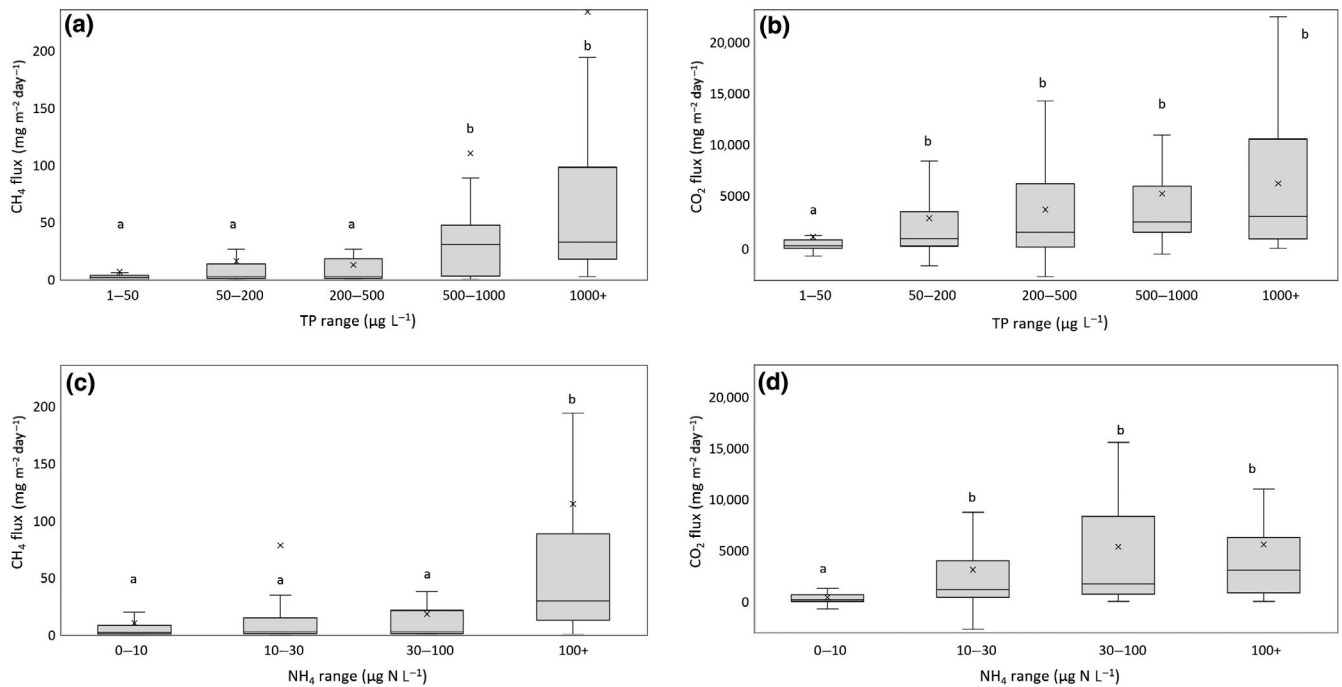 (a)
CH₄ flux (mg m⁻² day⁻¹)
200
150
100
50
0
a
a
a
b
b
1–50
50–200
200–500
500–1000
1000+
TP range (µg L⁻¹)
(b)
CO₂ flux (mg m⁻² day⁻¹)
20,000
15,000
10,000
5000
0
a
b
b
b
b
1–50
50–200
200–500
500–1000
1000+
TP range (µg L⁻¹)
(c)
CH₄ flux (mg m⁻² day⁻¹)
200
150
100
50
0
a
a
a
b
0–10
10–30
30–100
100+
NH₄ range (µg N L⁻¹)
(d)
CO₂ flux (mg m⁻² day⁻¹)
20,000
15,000
10,000
5000
0
a
b
b
b
0–10
10–30
30–100
100+
NH₄ range (µg N L⁻¹)